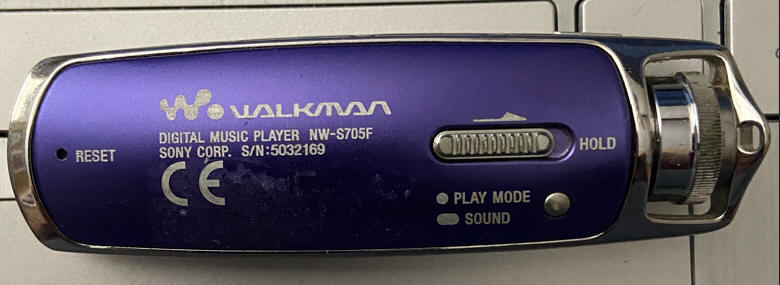 WALKMAN
DIGITAL MUSIC PLAYER NW-S705F
SONY CORP. S/N:5032169
CE
RESET
HOLD
PLAY MODE
SOUND